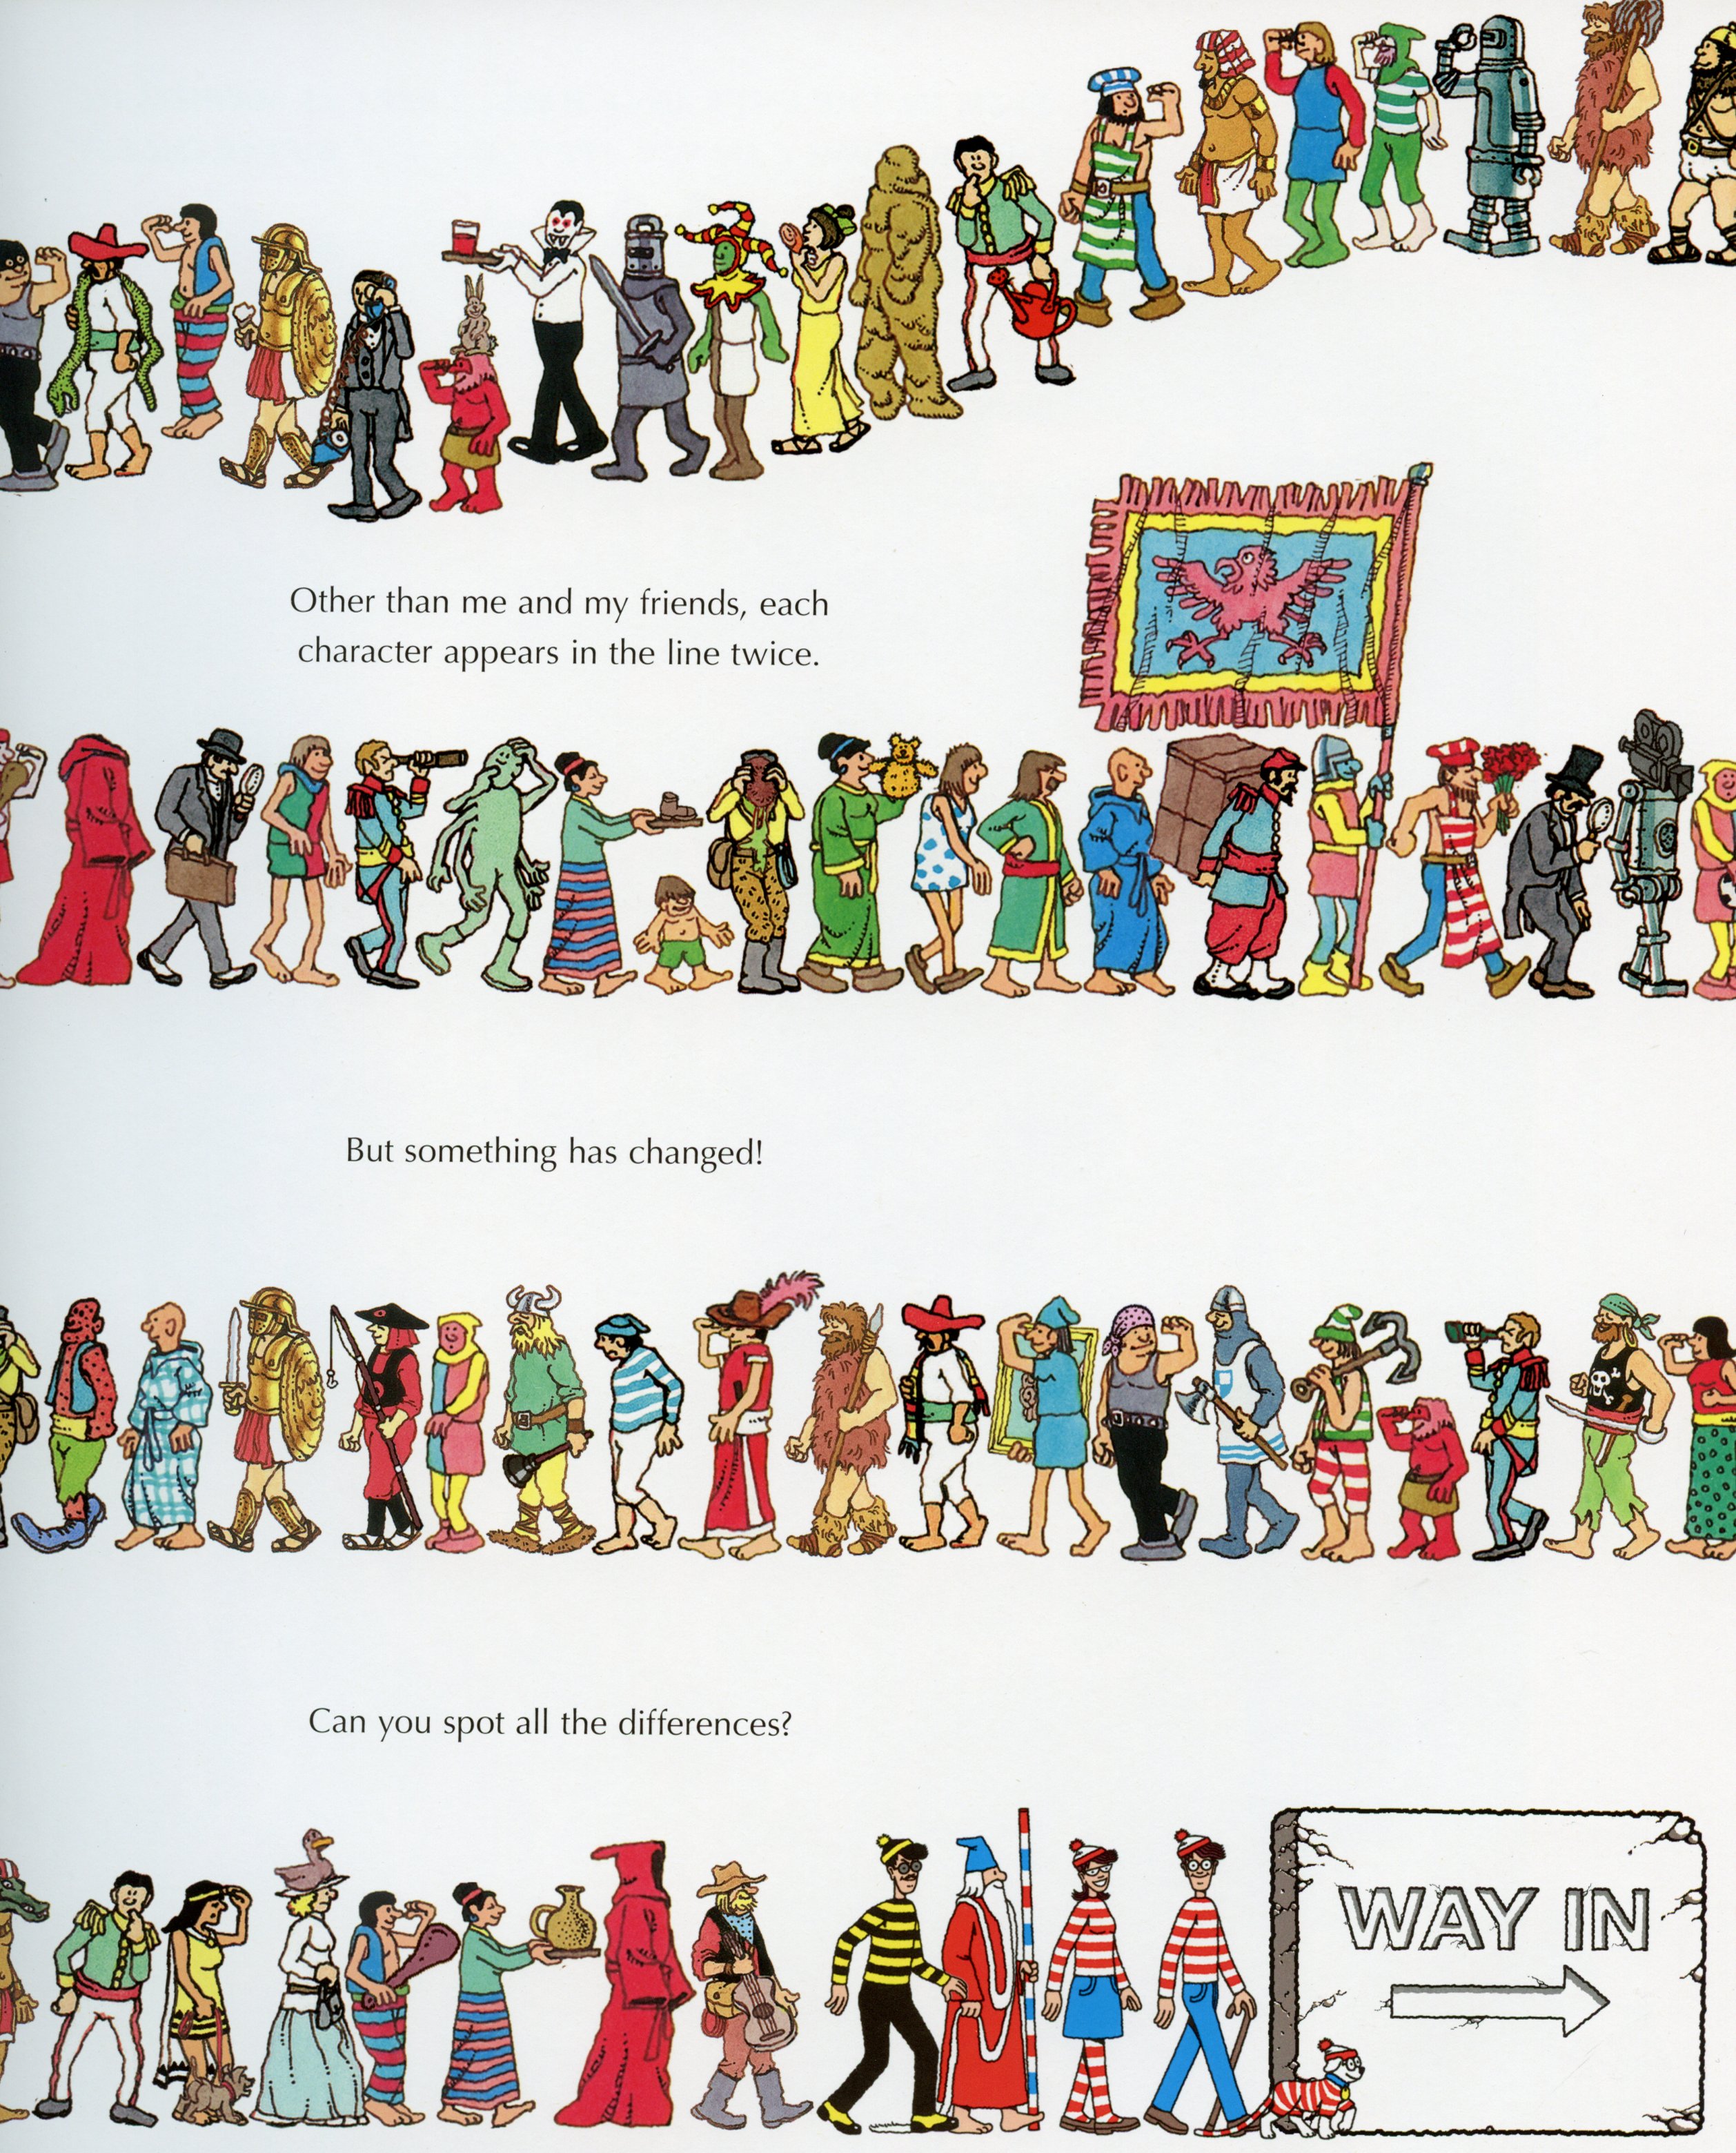 Other than me and my friends, each
character appears in the line twice.
But something has changed!
Can you spot all the differences?
WAY IN